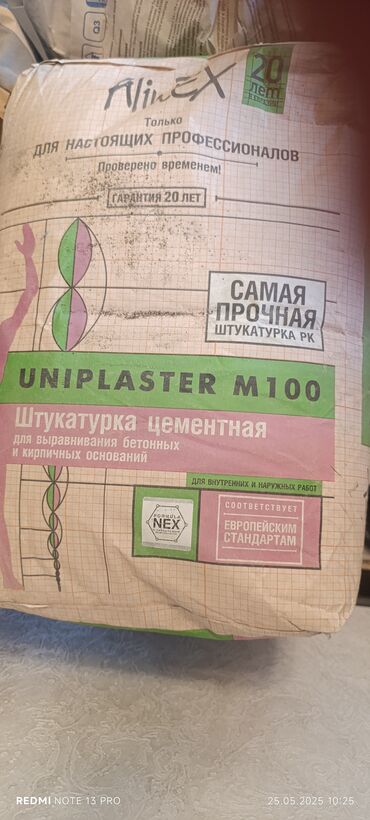 Q3
AlinEX
20
лет
Только
ДЛЯ НАСТОЯЩИХ ПРОФЕССИОНАЛОВ
Проверено временем!
ГАРАНТИЯ 20 ЛЕТ
САМАЯ
ПРОЧНАЯ
ШТУКАТУРКА РК
UNIPLASTER M100
Штукатурка цементная
для выравнивания бетонных
и кирпичных оснований
ДЛЯ ВНУТРЕННИХ И НАРУЖНЫХ РАБОТ
FORMULA
NEX
СООТВЕТСТВУЕТ
ЕВРОПЕЙСКИМ
СТАНДАРТАМ
REDMI NOTE 13 PRO
25.05.2025 10:25